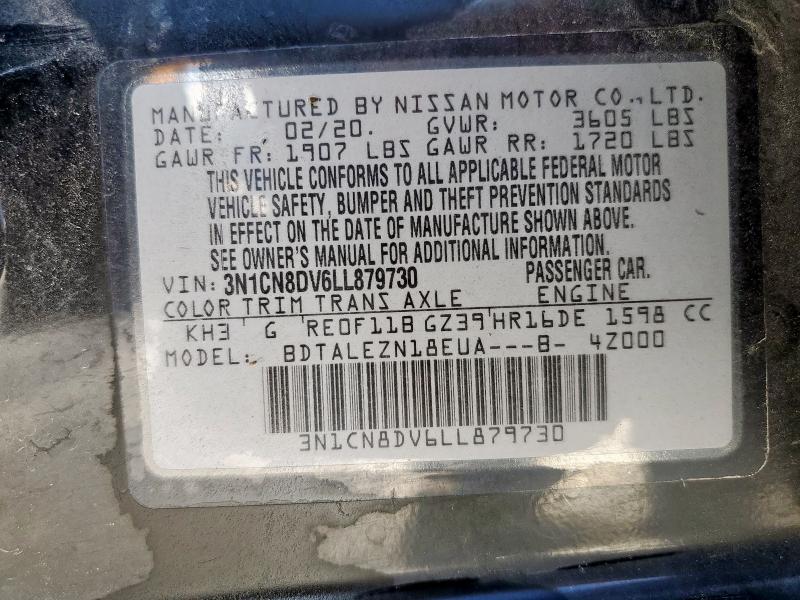 MANUFACTURED BY NISSAN MOTOR CO., LTD.
DATE: 02/20. GVWR: 3605 LBS
GAWR FR: 1907 LBS GAWR RR: 1720 LBS
THIS VEHICLE CONFORMS TO ALL APPLICABLE FEDERAL MOTOR
VEHICLE SAFETY, BUMPER AND THEFT PREVENTION STANDARDS
IN EFFECT ON THE DATE OF MANUFACTURE SHOWN ABOVE.
SEE OWNER'S MANUAL FOR ADDITIONAL INFORMATION.
VIN: 3N1CN8DV6LL879730 PASSENGER CAR.
COLOR TRIM TRANS AXLE ENGINE
KH3 G RE0F11B GZ39 HR16DE 1598 CC
MODEL: BDTALEZN18EUA---B- 4Z000
3N1CN8DV6LL879730